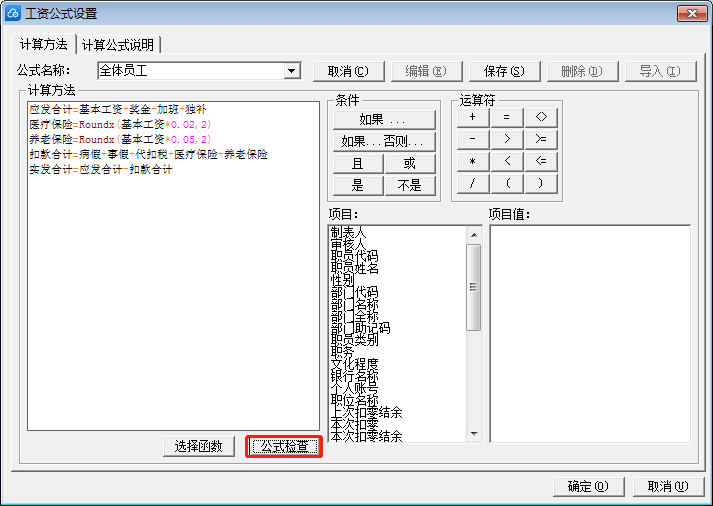 工资公式设置
计算方法 计算公式说明
公式名称: 全体员工 取消(C) 编辑(E) 保存(S) 删除(D) 导入(I)
计算方法 条件 运算符
应发合计=基本工资+奖金+加班+独补
医疗保险=Roundx(基本工资*0.02,2)
养老保险=Roundx(基本工资*0.05,2)
扣款合计=病假+事假+代扣税+医疗保险+养老保险
实发合计=应发合计-扣款合计
如果 ...
如果...否则...
且 或
是 不是
+ = <>
- > >=
* < <=
/ ( )
项目: 项目值:
制表人
审核人
职员代码
职员姓名
性别
部门代码
部门名称
部门全称
部门助记码
职员类别
职务
文化程度
银行名称
个人账号
职位名称
上次扣零结余
本次扣零
本次扣零结余
选择函数 公式检查
确定(O) 取消(U)